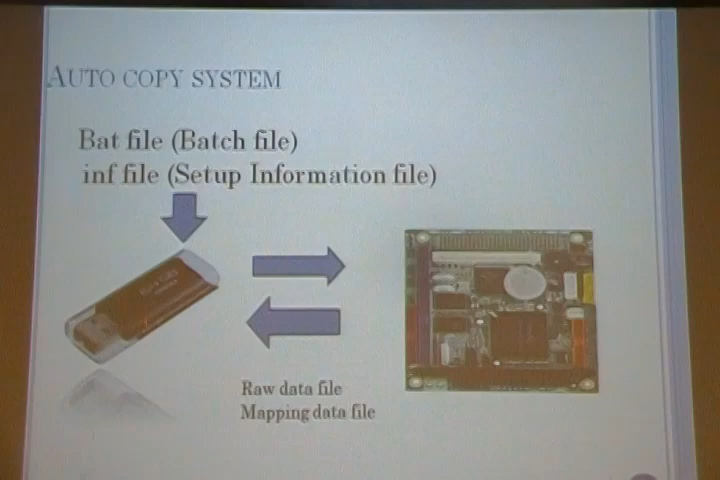 AUTO COPY SYSTEM
Bat file (Batch file)
inf file (Setup Information file)
Raw data file
Mapping data file